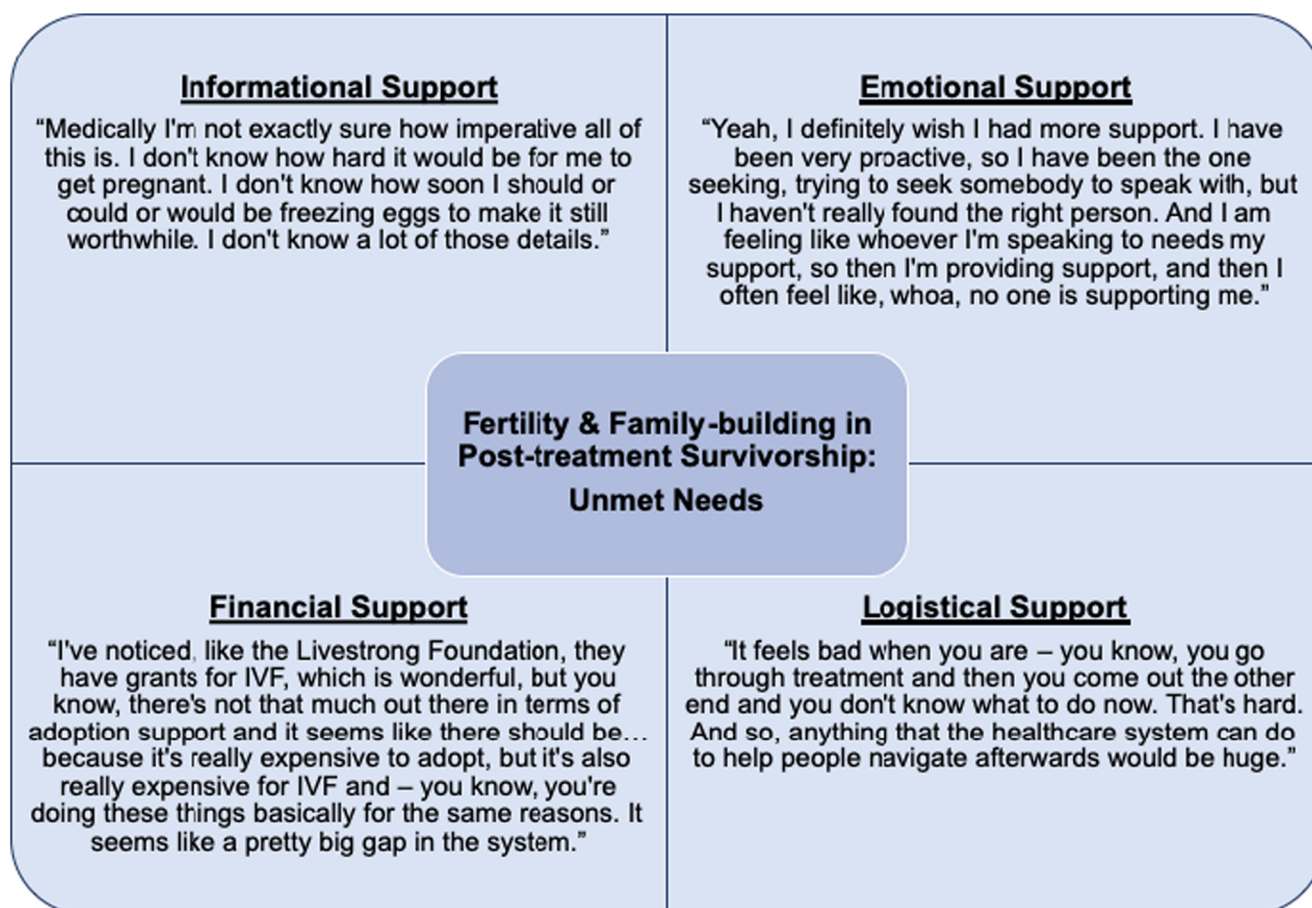 Informational Support
“Medically I'm not exactly sure how imperative all of
this is. I don't know how hard it would be for me to
get pregnant. I don't know how soon I should or
could or would be freezing eggs to make it still
worthwhile. I don't know a lot of those details.”
Emotional Support
“Yeah, I definitely wish I had more support. I have
been very proactive, so I have been the one
seeking, trying to seek somebody to speak with, but
I haven't really found the right person. And I am
feeling like whoever I'm speaking to needs my
support, so then I'm providing support, and then I
often feel like, whoa, no one is supporting me.”
Fertility & Family-building in
Post-treatment Survivorship:
Unmet Needs
Financial Support
“I've noticed, like the Livestrong Foundation, they
have grants for IVF, which is wonderful, but you
know, there's not that much out there in terms of
adoption support and it seems like there should be…
because it's really expensive to adopt, but it's also
really expensive for IVF and – you know, you're
doing these things basically for the same reasons. It
seems like a pretty big gap in the system.”
Logistical Support
“It feels bad when you are – you know, you go
through treatment and then you come out the other
end and you don't know what to do now. That's hard.
And so, anything that the healthcare system can do
to help people navigate afterwards would be huge.”